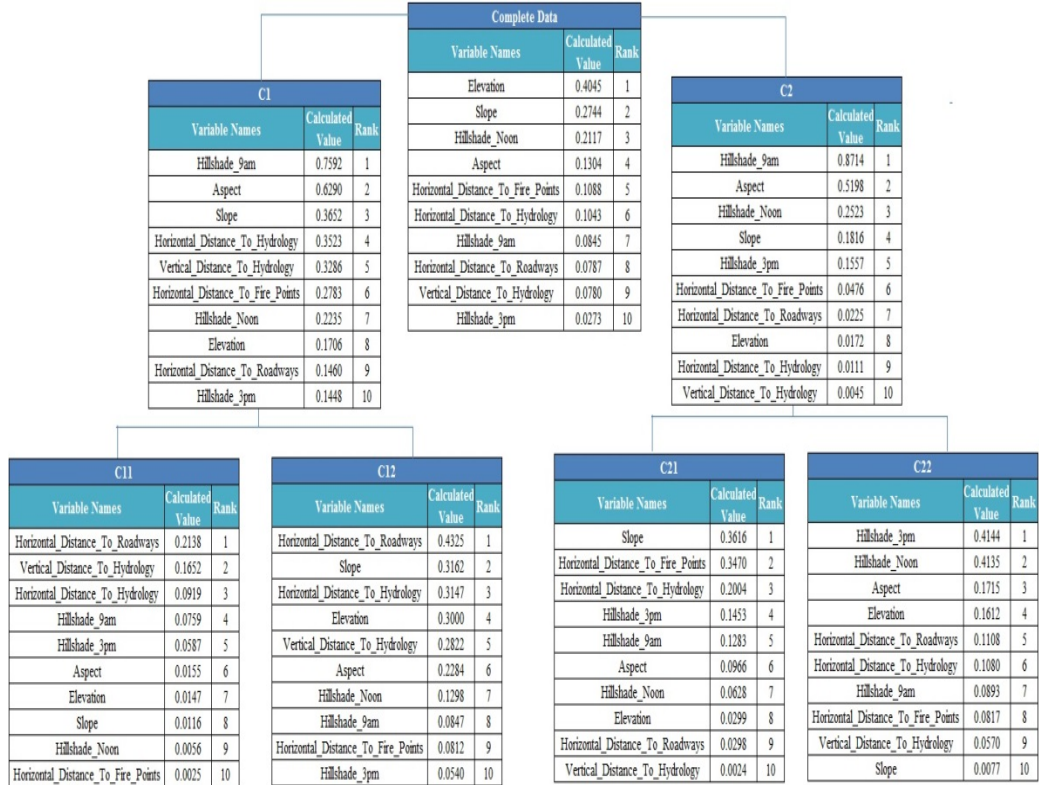 Complete Data
Variable Names Calculated Value Rank
Elevation 0.4045 1
Slope 0.2744 2
Hillshade_Noon 0.2117 3
Aspect 0.1304 4
Horizontal_Distance_To_Fire_Points 0.1088 5
Horizontal_Distance_To_Hydrology 0.1043 6
Hillshade_9am 0.0845 7
Horizontal_Distance_To_Roadways 0.0787 8
Vertical_Distance_To_Hydrology 0.0780 9
Hillshade_3pm 0.0273 10
C1
Variable Names Calculated Value Rank
Hillshade_9am 0.7592 1
Aspect 0.6290 2
Slope 0.3652 3
Horizontal_Distance_To_Hydrology 0.3523 4
Vertical_Distance_To_Hydrology 0.3286 5
Horizontal_Distance_To_Fire_Points 0.2783 6
Hillshade_Noon 0.2235 7
Elevation 0.1706 8
Horizontal_Distance_To_Roadways 0.1460 9
Hillshade_3pm 0.1448 10
C2
Variable Names Calculated Value Rank
Hillshade_9am 0.8714 1
Aspect 0.5198 2
Hillshade_Noon 0.2523 3
Slope 0.1816 4
Hillshade_3pm 0.1557 5
Horizontal_Distance_To_Fire_Points 0.0476 6
Horizontal_Distance_To_Roadways 0.0225 7
Elevation 0.0172 8
Horizontal_Distance_To_Hydrology 0.0111 9
Vertical_Distance_To_Hydrology 0.0045 10
C11
Variable Names Calculated Value Rank
Horizontal_Distance_To_Roadways 0.2138 1
Vertical_Distance_To_Hydrology 0.1652 2
Horizontal_Distance_To_Hydrology 0.0919 3
Hillshade_9am 0.0759 4
Hillshade_3pm 0.0587 5
Aspect 0.0155 6
Elevation 0.0147 7
Slope 0.0116 8
Hillshade_Noon 0.0056 9
Horizontal_Distance_To_Fire_Points 0.0025 10
C12
Variable Names Calculated Value Rank
Horizontal_Distance_To_Roadways 0.4325 1
Slope 0.3162 2
Horizontal_Distance_To_Hydrology 0.3147 3
Elevation 0.3000 4
Vertical_Distance_To_Hydrology 0.2822 5
Aspect 0.2284 6
Hillshade_Noon 0.1298 7
Hillshade_9am 0.0847 8
Horizontal_Distance_To_Fire_Points 0.0812 9
Hillshade_3pm 0.0540 10
C21
Variable Names Calculated Value Rank
Slope 0.3616 1
Horizontal_Distance_To_Fire_Points 0.3470 2
Horizontal_Distance_To_Hydrology 0.2004 3
Hillshade_3pm 0.1453 4
Hillshade_9am 0.1283 5
Aspect 0.0966 6
Hillshade_Noon 0.0628 7
Elevation 0.0299 8
Horizontal_Distance_To_Roadways 0.0298 9
Vertical_Distance_To_Hydrology 0.0024 10
C22
Variable Names Calculated Value Rank
Hillshade_3pm 0.4144 1
Hillshade_Noon 0.4135 2
Aspect 0.1715 3
Elevation 0.1612 4
Horizontal_Distance_To_Roadways 0.1108 5
Horizontal_Distance_To_Hydrology 0.1080 6
Hillshade_9am 0.0893 7
Horizontal_Distance_To_Fire_Points 0.0817 8
Vertical_Distance_To_Hydrology 0.0570 9
Slope 0.0077 10